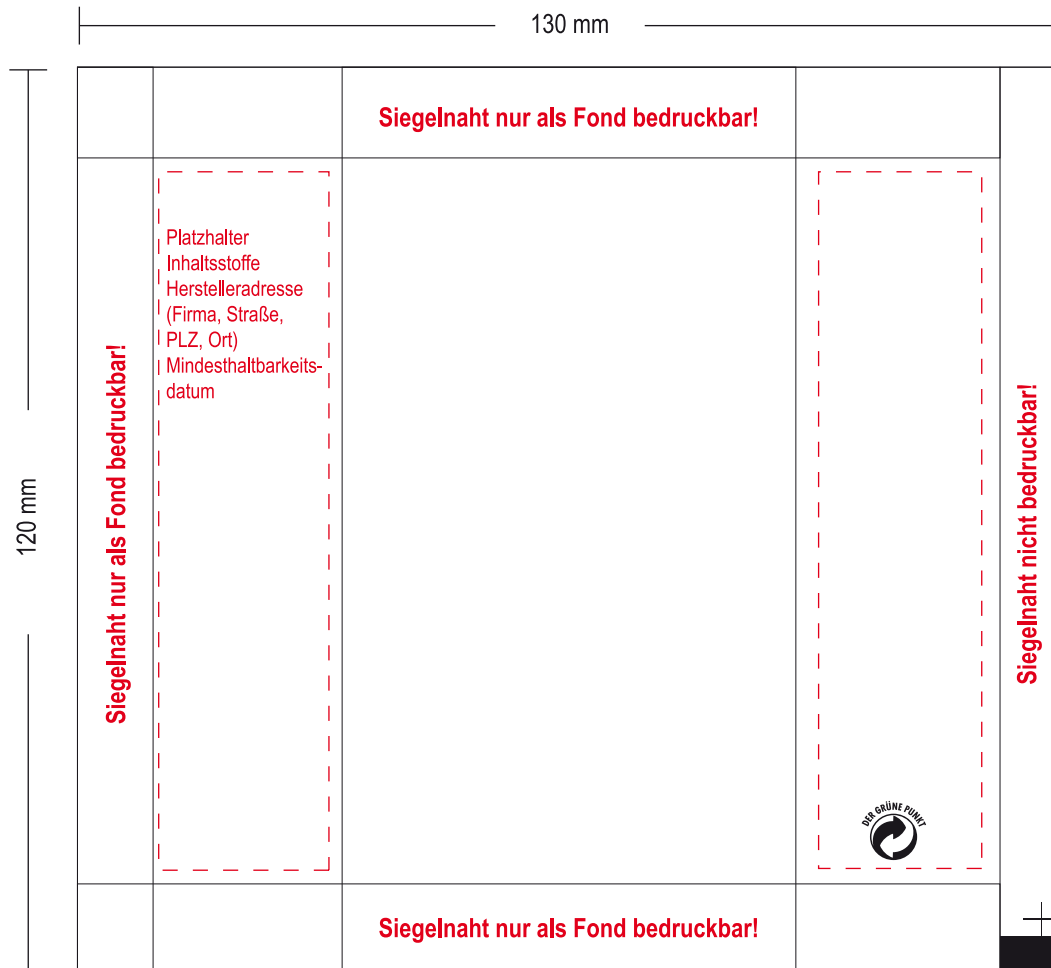 130 mm
Siegelnaht nur als Fond bedruckbar!
Platzhalter
Inhaltsstoffe
Herstelleradresse
(Firma, Straße,
PLZ, Ort)
Mindesthaltbarkeits-
datum
120 mm
Siegelnaht nur als Fond bedruckbar!
Siegelnaht nicht bedruckbar!
DER GRÜNE PUNKT
Siegelnaht nur als Fond bedruckbar!